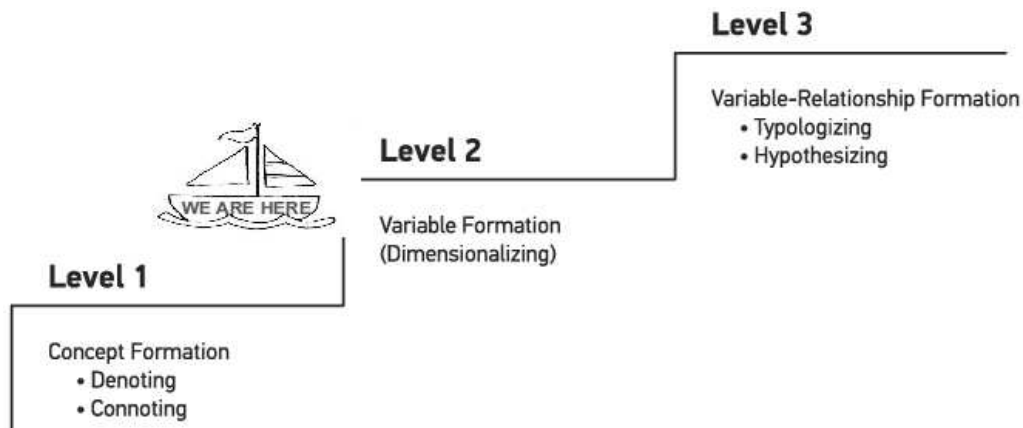 Level 3
Variable-Relationship Formation
• Typologizing
• Hypothesizing
Level 2
WE ARE HERE
Variable Formation
(Dimensionalizing)
Level 1
Concept Formation
• Denoting
• Connoting